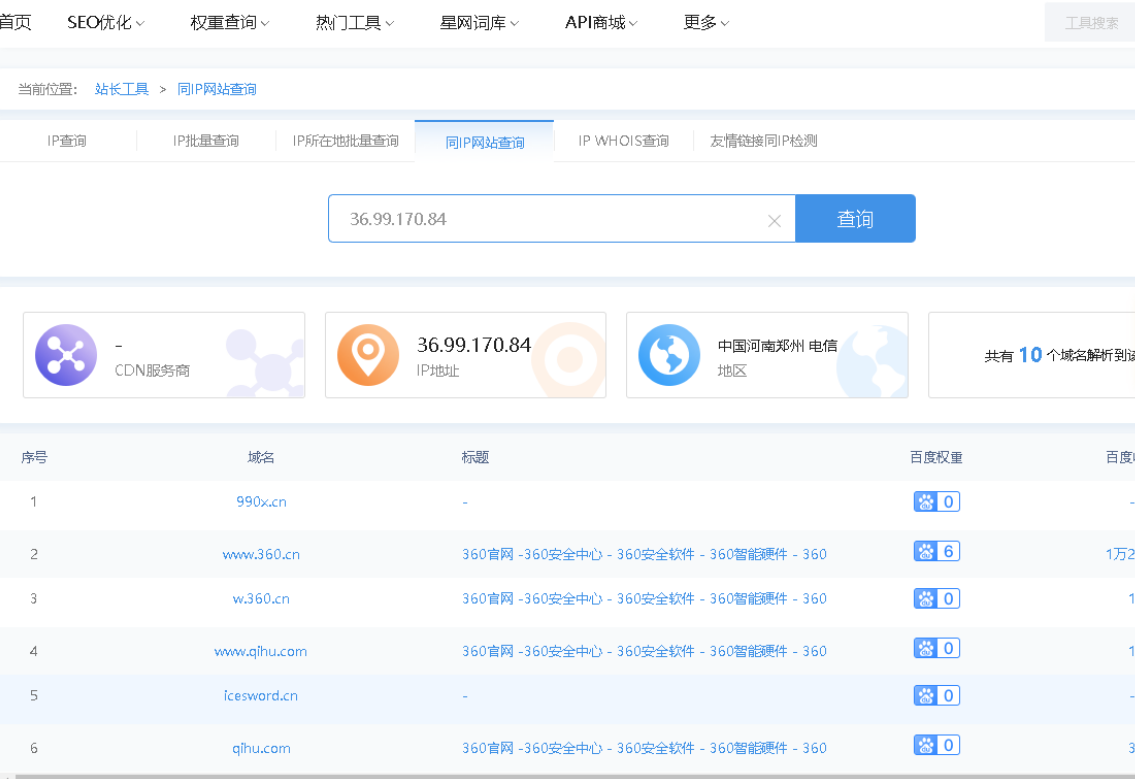 首页 SEO优化 权重查询 热门工具 星网词库 API商城 更多 工具搜索
当前位置： 站长工具 > 同IP网站查询
IP查询 IP批量查询 IP所在地批量查询 同IP网站查询 IP WHOIS查询 友情链接同IP检测
36.99.170.84 查询
- 36.99.170.84 中国河南郑州 电信 共有 10 个域名解析到该
CDN服务商 IP地址 地区
序号 域名 标题 百度权重 百度
1 990x.cn - 0 -
2 www.360.cn 360官网 -360安全中心 - 360安全软件 - 360智能硬件 - 360 6 1万2
3 w.360.cn 360官网 -360安全中心 - 360安全软件 - 360智能硬件 - 360 0 1
4 www.qihu.com 360官网 -360安全中心 - 360安全软件 - 360智能硬件 - 360 0 1
5 icesword.cn - 0 -
6 qihu.com 360官网 -360安全中心 - 360安全软件 - 360智能硬件 - 360 0 3